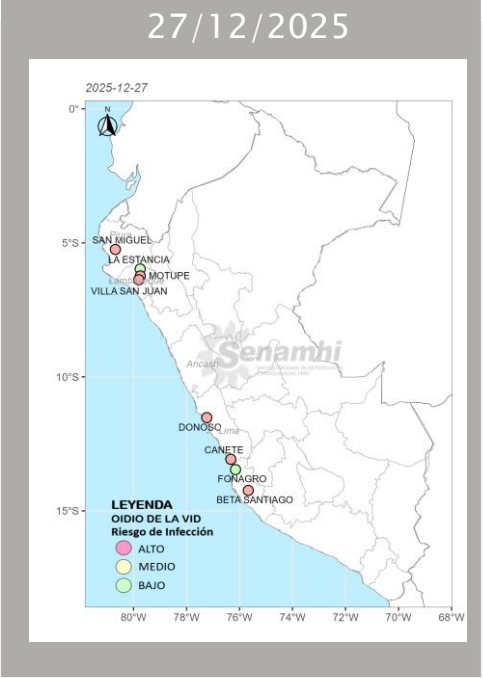 27/12/2025
2025-12-27
N
0°
Piura
5°S
SAN MIGUEL
LA ESTANCIA
MOTUPE
Lambayeque
VILLA SAN JUAN
Senamhi
Ancash
10°S
DONOSO
Lima
CANETE
FONAGRO
BETA SANTIAGO
15°S
LEYENDA
OIDIO DE LA VID
Riesgo de Infección
ALTO
MEDIO
BAJO
80°W 78°W 76°W 74°W 72°W 70°W 68°W